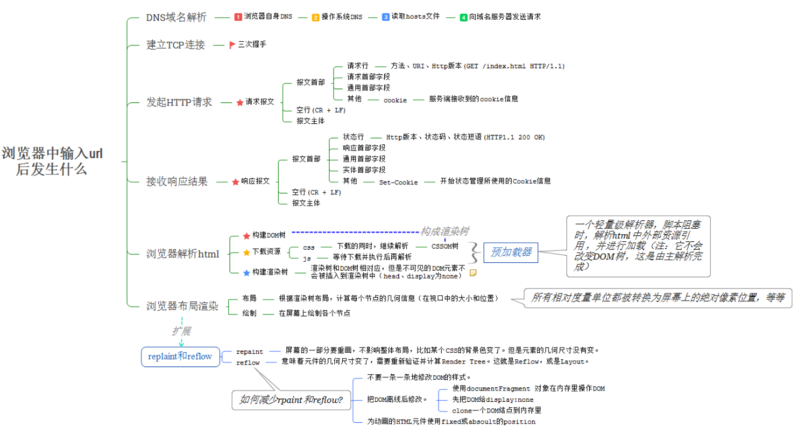 浏览器中输入url
后发生什么
DNS域名解析
1 浏览器自身DNS
2 操作系统DNS
3 读取hosts文件
4 向域名服务器发送请求
建立TCP连接
三次握手
发起HTTP请求
请求报文
报文首部
请求行
方法、URI、Http版本(GET /index.html HTTP/1.1)
请求首部字段
通用首部字段
其他
cookie
服务端接收到的cookie信息
空行(CR + LF)
报文主体
接收响应结果
响应报文
报文首部
状态行
Http版本、状态码、状态短语(HTTP1.1 200 OK)
响应首部字段
通用首部字段
实体首部字段
其他
Set-Cookie
开始状态管理所使用的Cookie信息
空行(CR + LF)
报文主体
浏览器解析html
构建DOM树
构成渲染树
下载资源
css
下载的同时，继续解析
CSSOM树
js
等待下载并执行后再解析
构建渲染树
渲染树和DOM树相对应，但是不可见的DOM元素不
会被插入到渲染树中（head、display为none）
预加载器
一个轻量级解析器，脚本阻塞
时，解析html中外部资源引
用，并进行加载（注：它不会
改变DOM树，这是由主解析完
成）
浏览器布局渲染
布局
根据渲染树布局，计算每个节点的几何信息（在视口中的大小和位置）
所有相对度量单位都被转换为屏幕上的绝对像素位置，等等
绘制
在屏幕上绘制各个节点
扩展
replaint和reflow
repaint
屏幕的一部分要重画，不影响整体布局，比如某个CSS的背景色变了。但是元素的几何尺寸没有变。
reflow
意味着元件的几何尺寸变了，需要重新验证并计算Render Tree。这就是Reflow，或是Layout。
如何减少rpaint和reflow?
不要一条一条地修改DOM的样式。
把DOM离线后修改。
使用documentFragment 对象在内存里操作DOM
先把DOM给display:none
clone一个DOM结点到内存里
为动画的HTML元件使用fixed或absoult的position